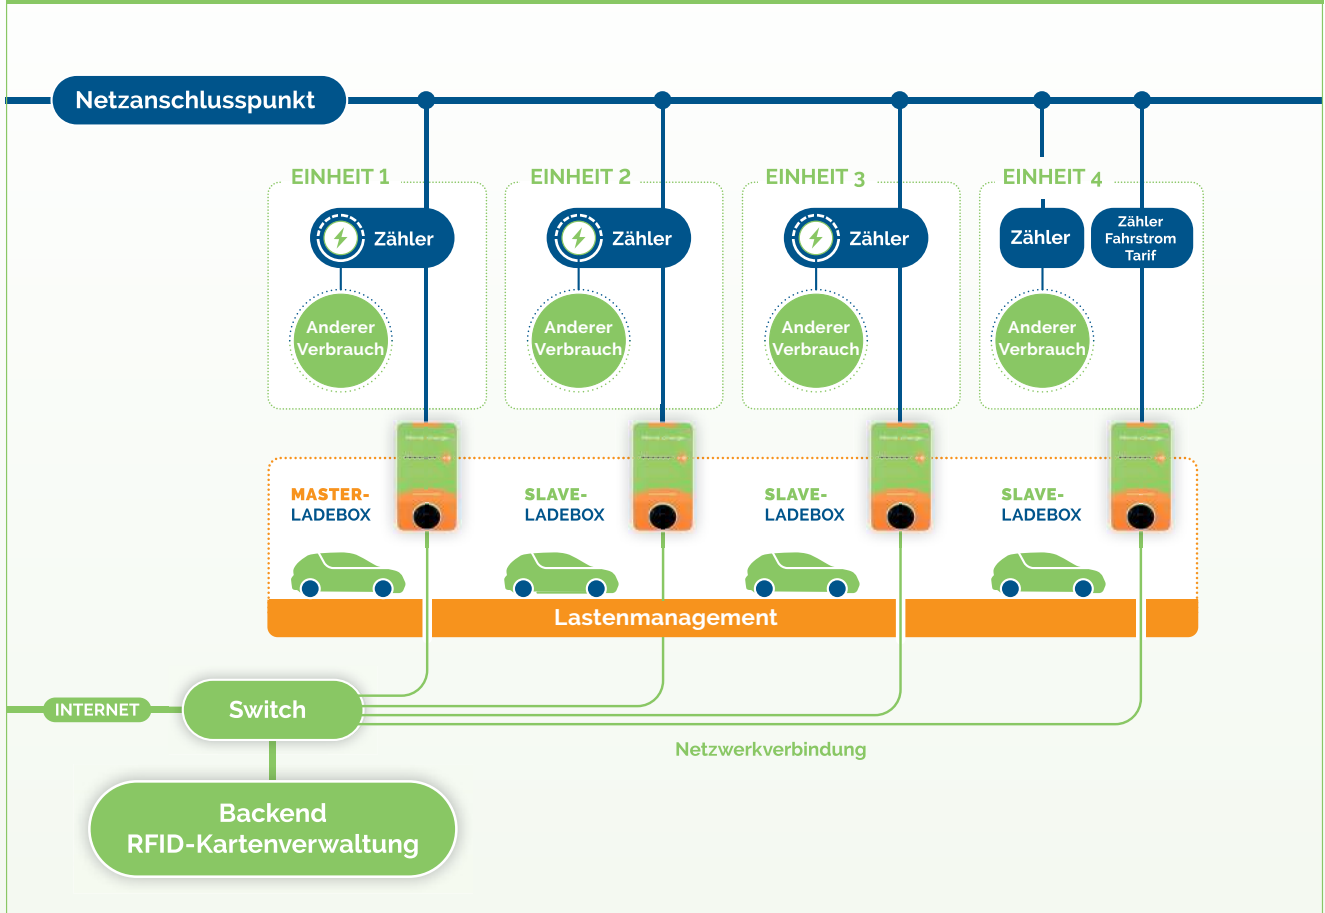 Netzanschlusspunkt
EINHEIT 1
EINHEIT 2
EINHEIT 3
EINHEIT 4
Zähler
Zähler
Zähler
Zähler
Zähler
Fahrstrom
Tarif
Anderer
Verbrauch
Anderer
Verbrauch
Anderer
Verbrauch
Anderer
Verbrauch
MASTER-
LADEBOX
SLAVE-
LADEBOX
SLAVE-
LADEBOX
SLAVE-
LADEBOX
Lastenmanagement
INTERNET
Switch
Netzwerkverbindung
Backend
RFID-Kartenverwaltung